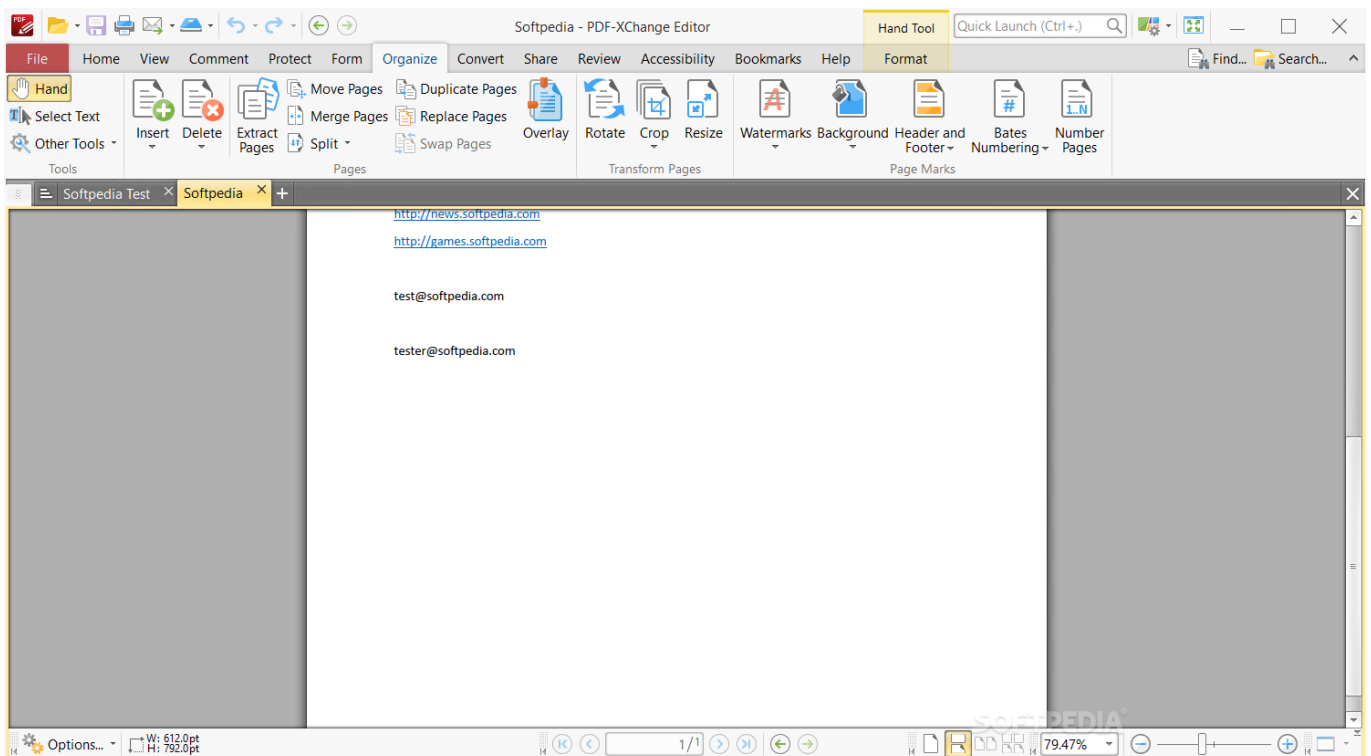 PDF
Softpedia - PDF-XChange Editor
Hand Tool
Quick Launch (Ctrl+.)
File Home View Comment Protect Form Organize Convert Share Review Accessibility Bookmarks Help Format
Find... Search...
Hand
Select Text
Other Tools
Tools
Insert
Delete
Extract
Pages
Move Pages
Merge Pages
Split
Duplicate Pages
Replace Pages
Swap Pages
Overlay
Pages
Rotate
Crop
Resize
Transform Pages
Watermarks
Background
Header and
Footer
#
Bates
Numbering
1..N
Number
Pages
Page Marks
Softpedia Test
Softpedia
http://news.softpedia.com
http://games.softpedia.com
test@softpedia.com
tester@softpedia.com
SOFTPEDIA
Options...
W: 612.0pt
H: 792.0pt
1/1
79.47%